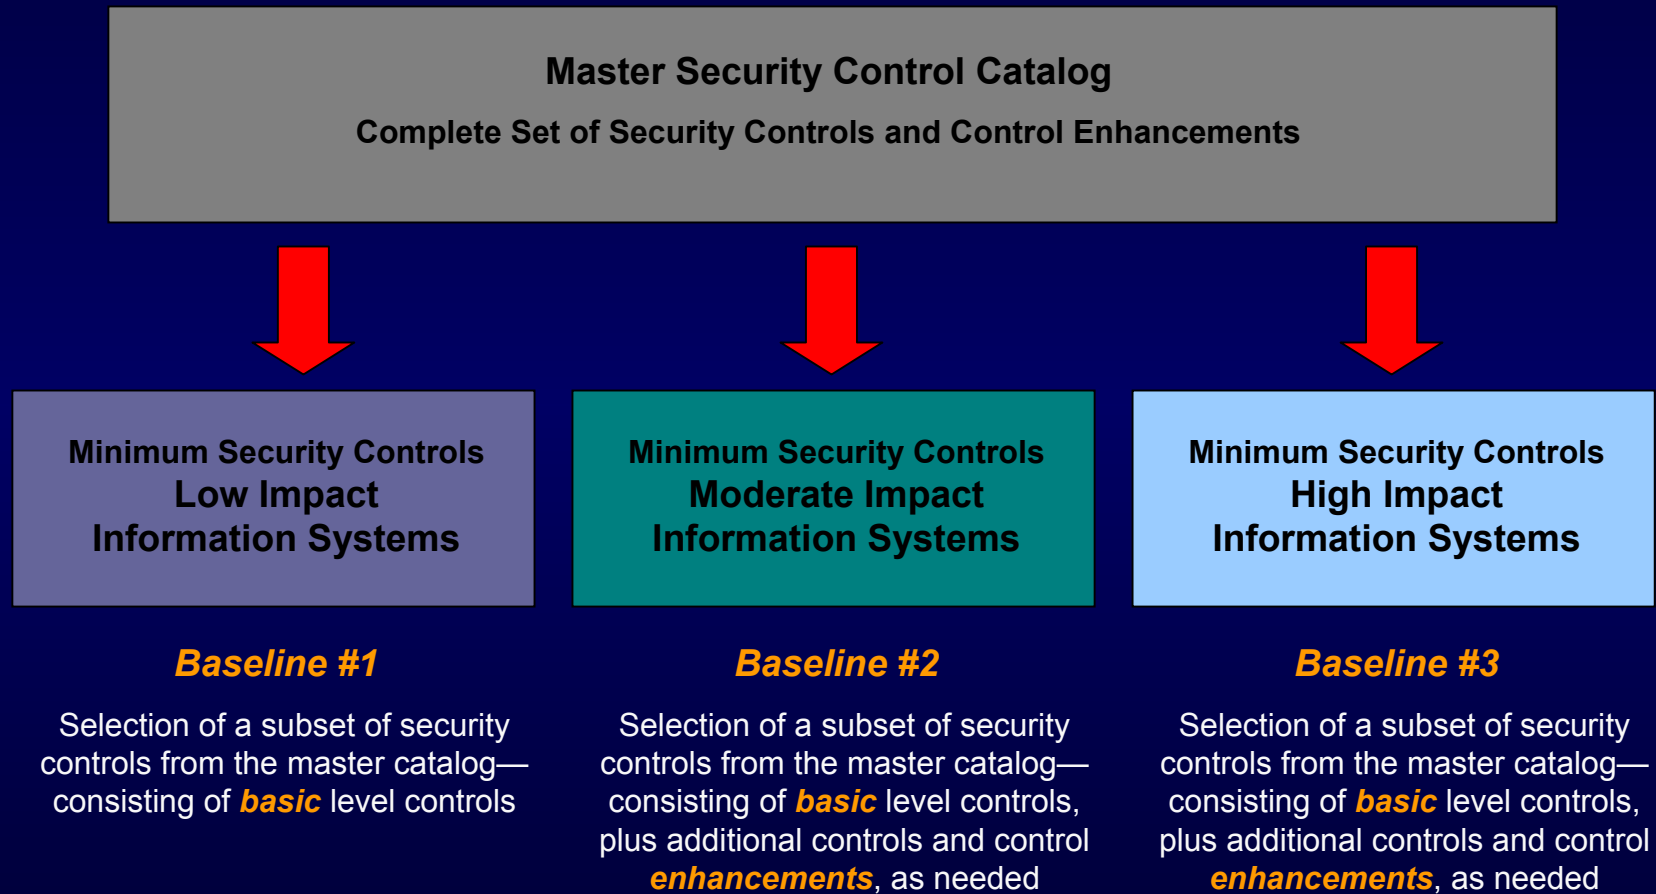 Master Security Control Catalog
Complete Set of Security Controls and Control Enhancements
Minimum Security Controls
Low Impact
Information Systems
Minimum Security Controls
Moderate Impact
Information Systems
Minimum Security Controls
High Impact
Information Systems
Baseline #1
Selection of a subset of security
controls from the master catalog—
consisting of basic level controls
Baseline #2
Selection of a subset of security
controls from the master catalog—
consisting of basic level controls,
plus additional controls and control
enhancements, as needed
Baseline #3
Selection of a subset of security
controls from the master catalog—
consisting of basic level controls,
plus additional controls and control
enhancements, as needed